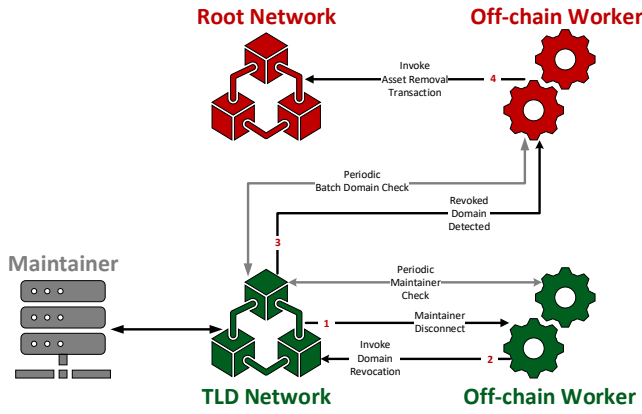 Root Network
Off-chain Worker
Invoke
Asset Removal
Transaction
4
Periodic
Batch Domain Check
Revoked
Domain
Detected
3
Maintainer
Periodic
Maintainer
Check
1
Maintainer
Disconnect
Invoke
Domain
Revocation
2
TLD Network
Off-chain Worker